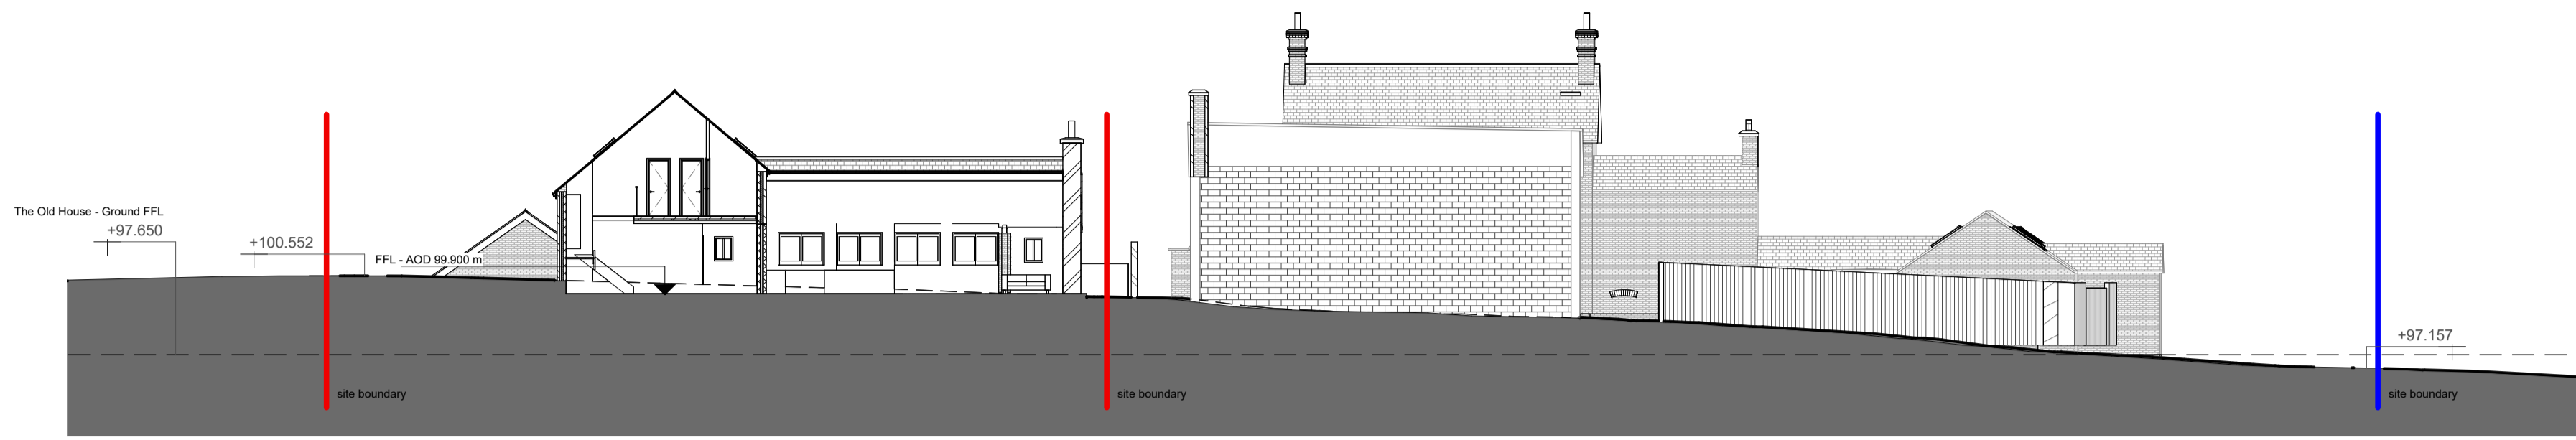 The Old House - Ground FFL
+97.650
+100.552
FFL - AOD 99.900 m
+97.157
site boundary
site boundary
site boundary